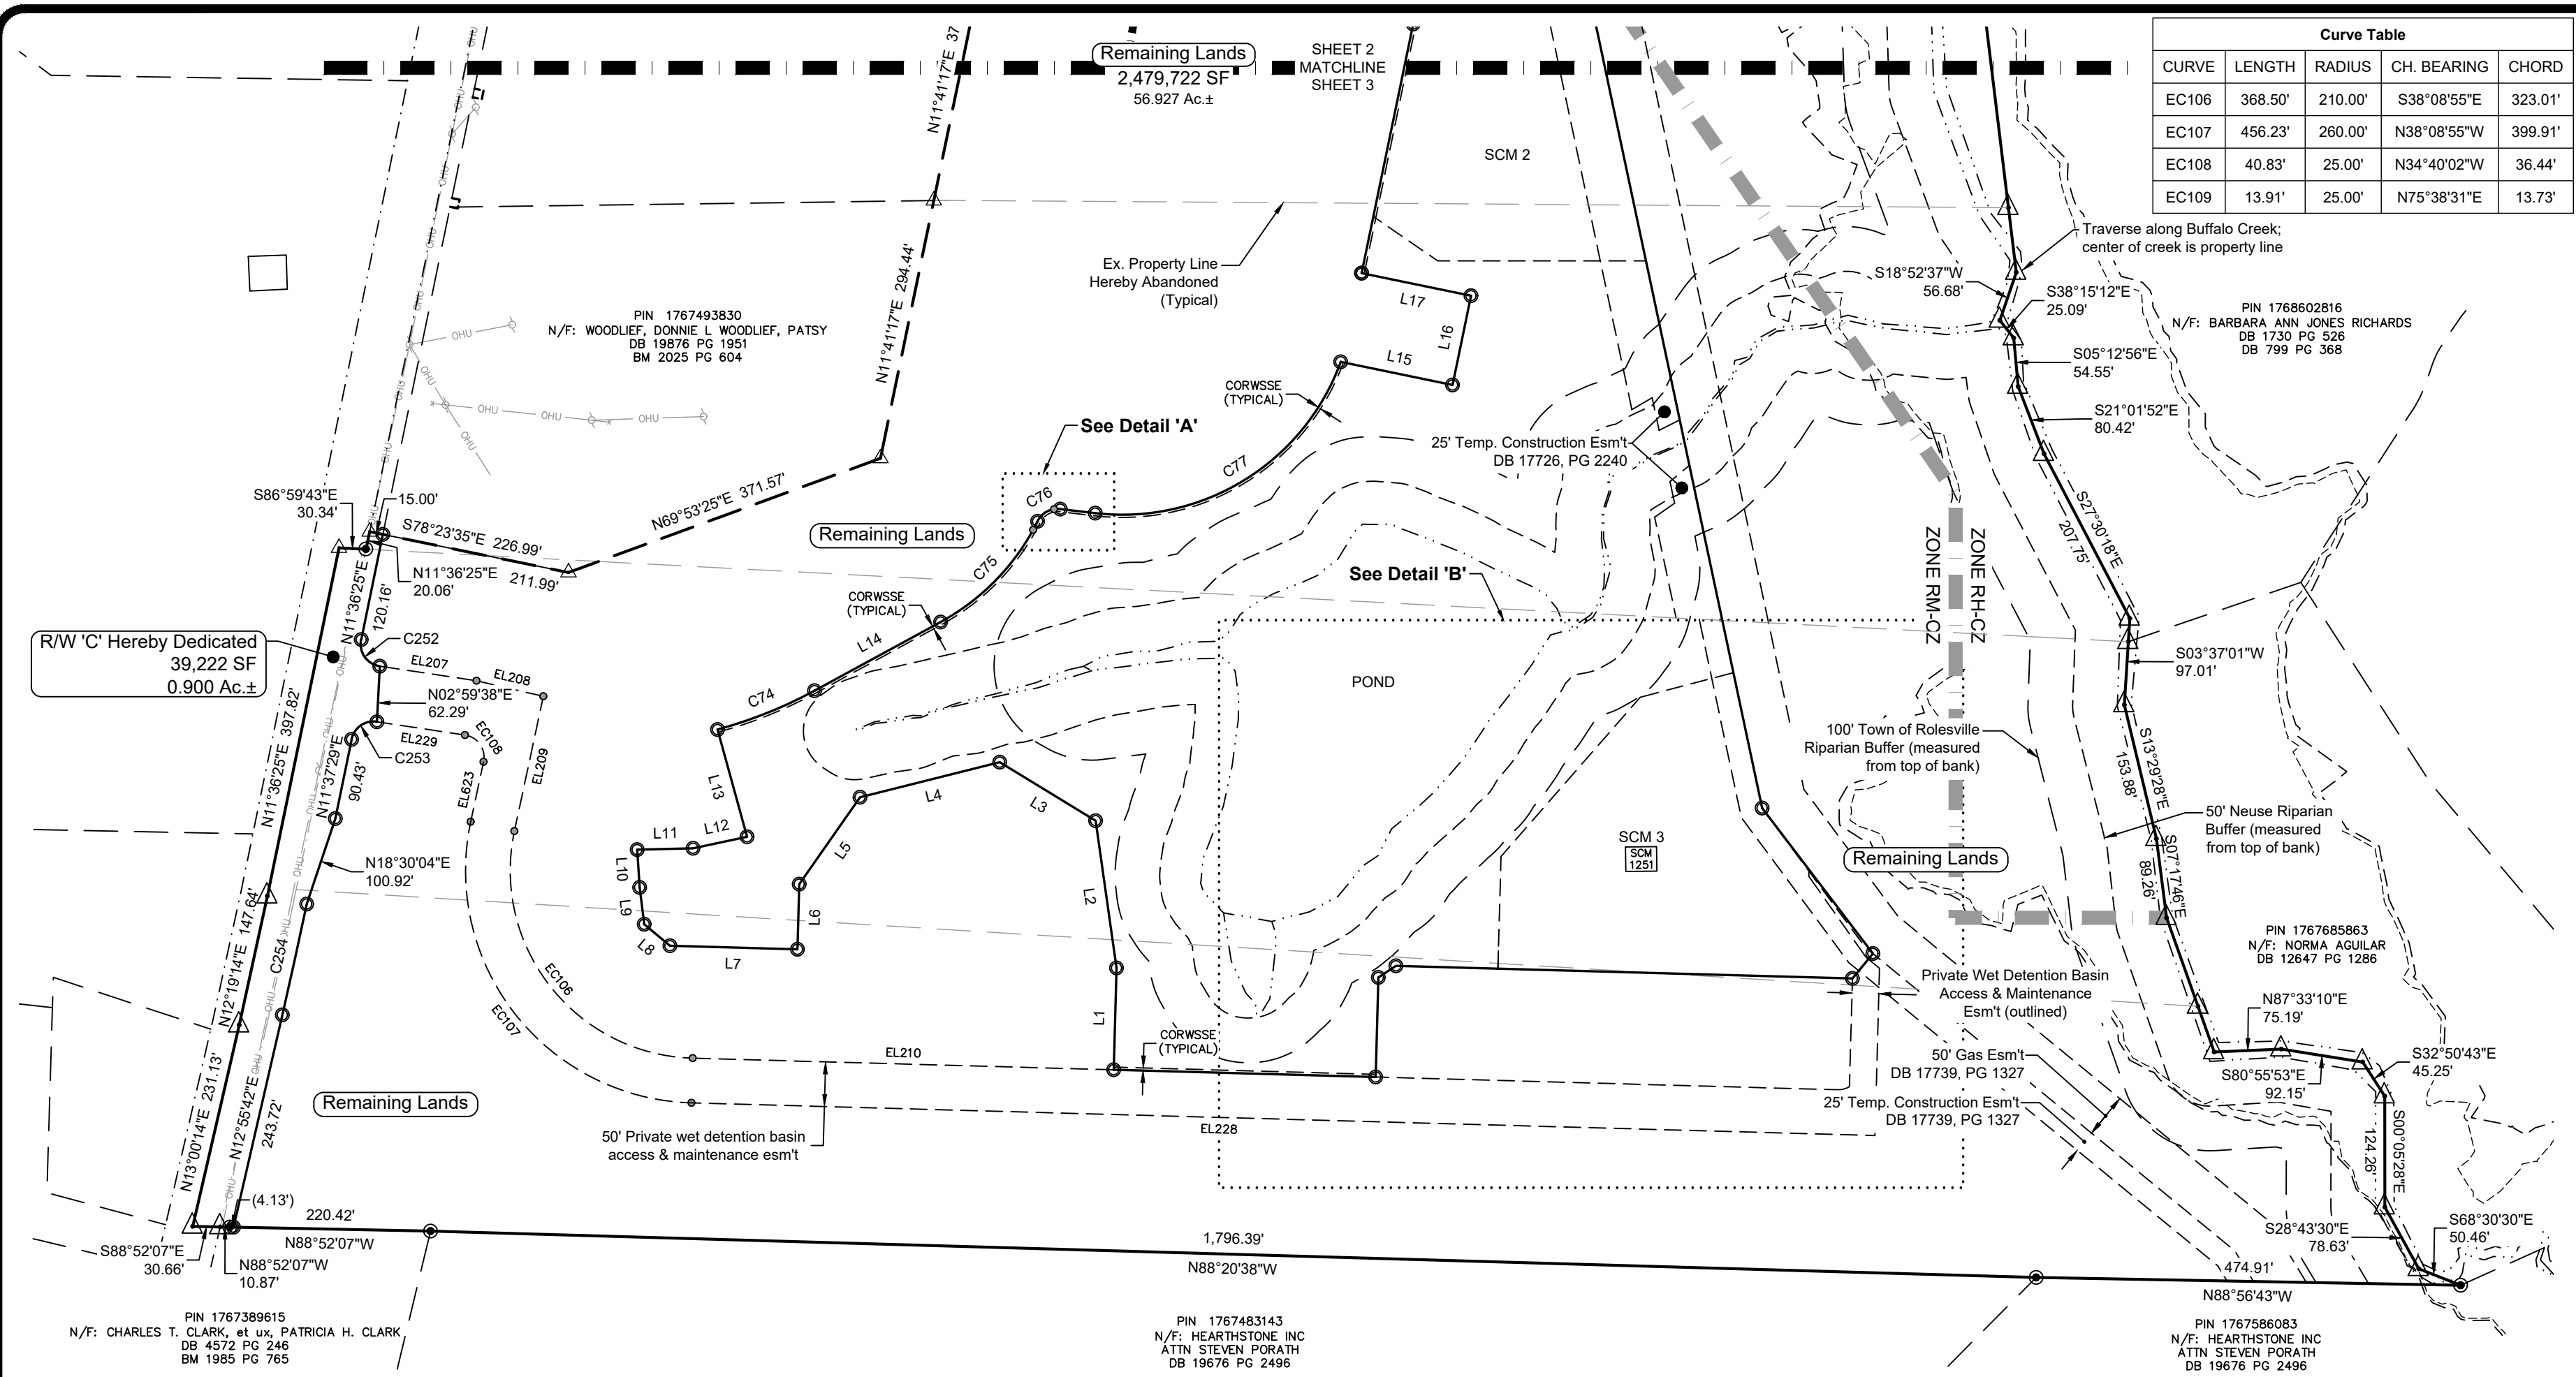 Remaining Lands
2,479,722 SF
56.927 Ac.±
SHEET 2
MATCHLINE
SHEET 3
Curve Table
CURVE LENGTH RADIUS CH. BEARING CHORD
EC106 368.50' 210.00' S38°08'55"E 323.01'
EC107 456.23' 260.00' N38°08'55"W 399.91'
EC108 40.83' 25.00' N34°40'02"W 36.44'
EC109 13.91' 25.00' N75°38'31"E 13.73'
OHU
OHU
OHU
OHU
OHU
OHU
OHU
OHU
OHU
OHU
OHU
OHU
OHU
OHU
N11°41'17"E 37
N11°41'17"E 294.44'
SCM 2
Ex. Property Line
Hereby Abandoned
(Typical)
Traverse along Buffalo Creek;
center of creek is property line
S18°52'37"W
56.68'
S38°15'12"E
25.09'
S05°12'56"E
54.55'
S21°01'52"E
80.42'
PIN 1768602816
N/F: BARBARA ANN JONES RICHARDS
DB 1730 PG 526
DB 799 PG 368
PIN 1767493830
N/F: WOODLIEF, DONNIE L WOODLIEF, PATSY
DB 19876 PG 1951
BM 2025 PG 604
L17
L16
L15
CORWSSE
(TYPICAL)
See Detail 'A'
C76
C77
25' Temp. Construction Esm't
DB 17726, PG 2240
S86°59'43"E
30.34'
15.00'
S78°23'35"E 226.99'
N69°53'25"E 371.57'
Remaining Lands
N11°36'25"E
20.06'
211.99'
N11°36'25"E
120.16'
C75
CORWSSE
(TYPICAL)
L14
See Detail 'B'
ZONE RM-CZ
ZONE RH-CZ
S27°30'18"E
207.75'
R/W 'C' Hereby Dedicated
39,222 SF
0.900 Ac.±
C252
EL207
EL208
N02°59'38"E
62.29'
EL229
EC108
C253
EL209
EL623
N11°37'29"E
90.43'
N11°36'25"E 397.82'
C74
POND
S03°37'01"W
97.01'
S13°29'28"E
153.88'
100' Town of Rolesville
Riparian Buffer (measured
from top of bank)
50' Neuse Riparian
Buffer (measured
from top of bank)
L13
L4
L3
L11
L12
L5
L10
L9
L8
L7
L6
L2
L1
SCM 3
SCM
1251
Remaining Lands
S07°17'46"E
89.26'
N18°30'04"E
100.92'
N12°19'14"E 147.64'
C254
EC106
EC107
PIN 1767685863
N/F: NORMA AGUILAR
DB 12647 PG 1286
Private Wet Detention Basin
Access & Maintenance
Esm't (outlined)
N87°33'10"E
75.19'
S80°55'53"E
92.15'
S32°50'43"E
45.25'
CORWSSE
(TYPICAL)
EL210
EL228
50' Gas Esm't
DB 17739, PG 1327
25' Temp. Construction Esm't
DB 17739, PG 1327
Remaining Lands
50' Private wet detention basin
access & maintenance esm't
N13°00'14"E 231.13'
N12°55'42"E
243.72'
S00°05'28"E
124.26'
(4.13')
220.42'
N88°52'07"W
S88°52'07"E
30.66'
N88°52'07"W
10.87'
1,796.39'
N88°20'38"W
S28°43'30"E
78.63'
S68°30'30"E
50.46'
474.91'
N88°56'43"W
PIN 1767389615
N/F: CHARLES T. CLARK, et ux, PATRICIA H. CLARK
DB 4572 PG 246
BM 1985 PG 765
PIN 1767483143
N/F: HEARTHSTONE INC
ATTN STEVEN PORATH
DB 19676 PG 2496
PIN 1767586083
N/F: HEARTHSTONE INC
ATTN STEVEN PORATH
DB 19676 PG 2496